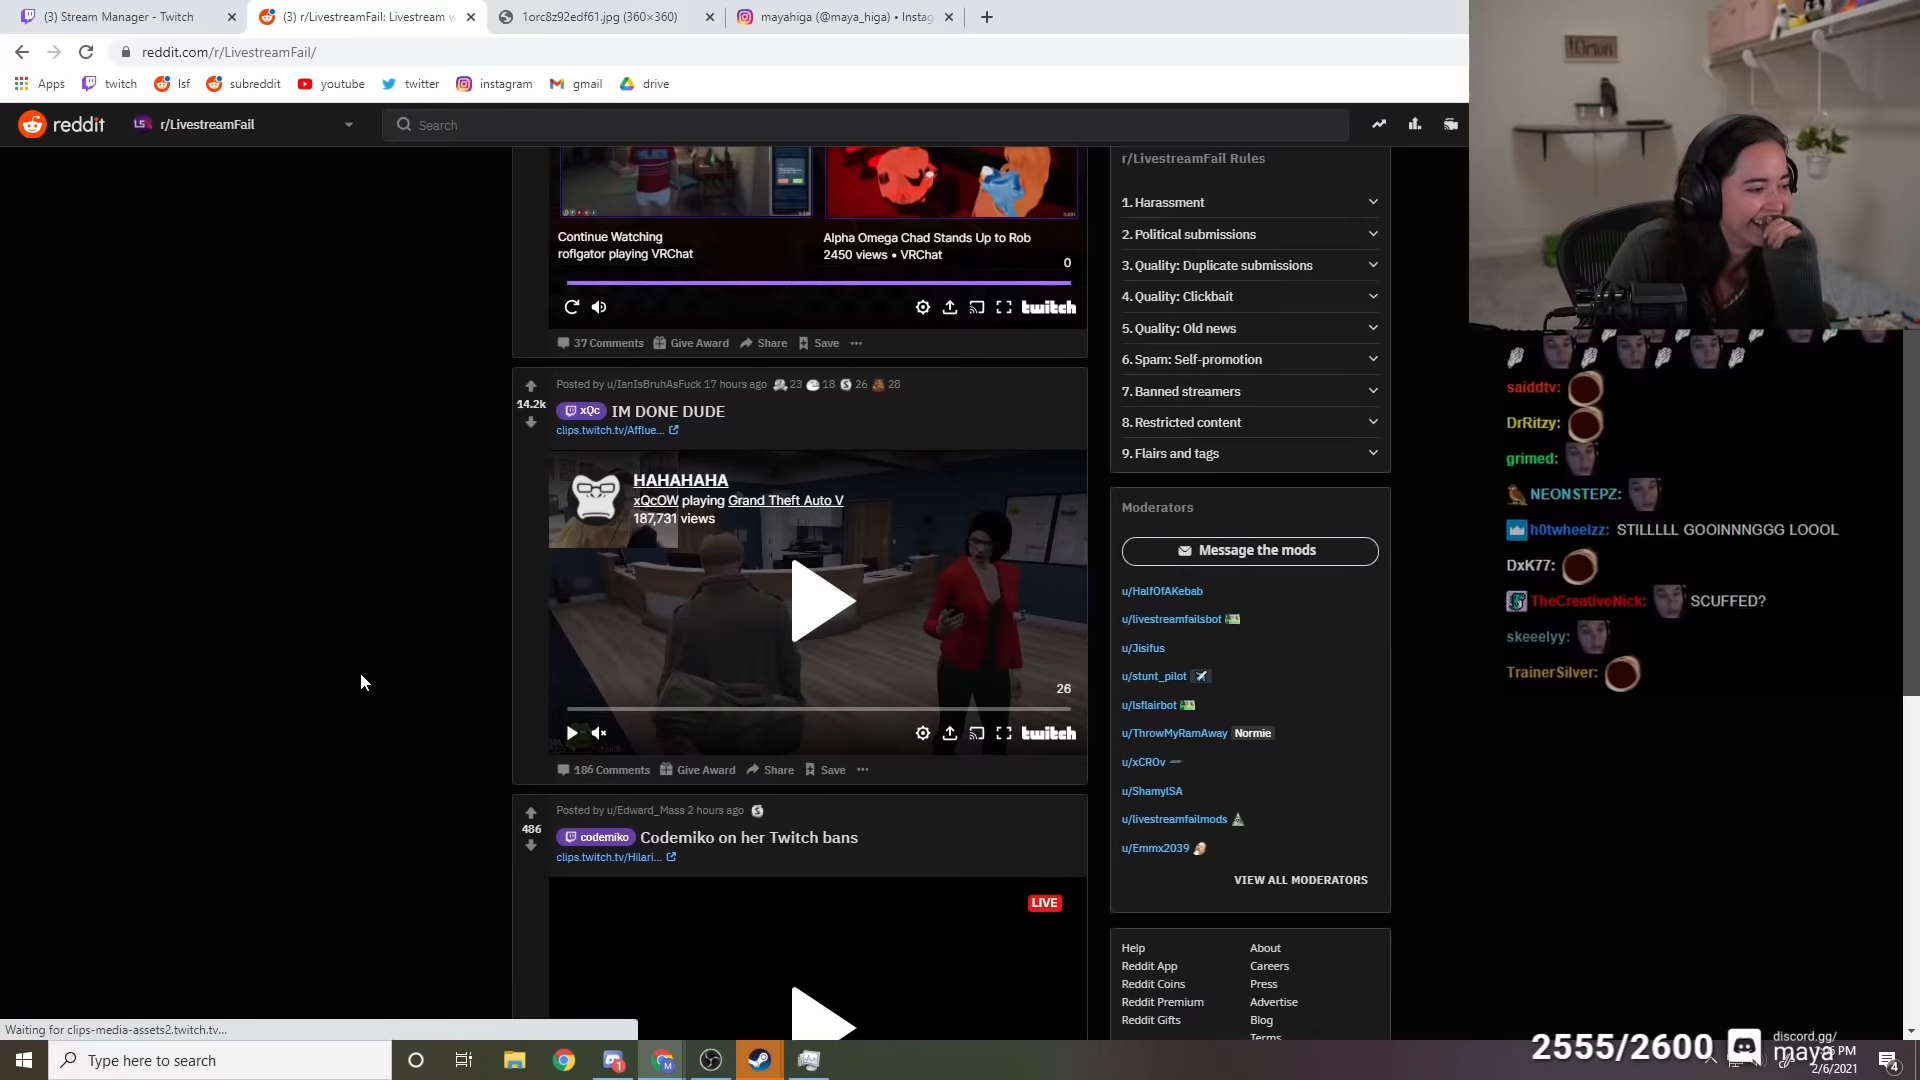 (3) Stream Manager - Twitch
(3) r/LivestreamFail: Livestream w
1orc8z92edf61.jpg (360×360)
mayahiga (@maya_higa) • Instag
reddit.com/r/LivestreamFail/
Apps
twitch
lsf
subreddit
youtube
twitter
instagram
gmail
drive
reddit
r/LivestreamFail
Search
Orion
Continue Watching
roflgator playing VRChat
Alpha Omega Chad Stands Up to Rob
2450 views • VRChat
0
twitch
37 Comments
Give Award
Share
Save
14.2k
Posted by u/IanIsBruhAsFuck 17 hours ago
23
18
26
28
xQc
IM DONE DUDE
clips.twitch.tv/Afflue...
HAHAHAHA
xQcOW playing Grand Theft Auto V
187,731 views
26
twitch
186 Comments
Give Award
Share
Save
486
Posted by u/Edward_Mass 2 hours ago
codemiko
Codemiko on her Twitch bans
clips.twitch.tv/Hilari...
LIVE
r/LivestreamFail Rules
1. Harassment
2. Political submissions
3. Quality: Duplicate submissions
4. Quality: Clickbait
5. Quality: Old news
6. Spam: Self-promotion
7. Banned streamers
8. Restricted content
9. Flairs and tags
Moderators
Message the mods
u/HalfOfAKebab
u/livestreamfailsbot
u/Jisifus
u/stunt_pilot
u/lsflairbot
u/ThrowMyRamAway Normie
u/xCROv
u/ShamylSA
u/livestreamfailmods
u/Emmx2039
VIEW ALL MODERATORS
Help
About
Reddit App
Careers
Reddit Coins
Press
Reddit Premium
Advertise
Reddit Gifts
Blog
Terms
saiddtv:
DrRitzy:
grimed:
NEONSTEPZ:
h0twheelzz: STILLLLL GOOINNNGGG LOOOL
DxK77:
TheCreativeNick: SCUFFED?
skeeelyy:
TrainerSilver:
Waiting for clips-media-assets2.twitch.tv...
Type here to search
1
M
2555/2600
discord.gg/
maya
PM
2/6/2021
4